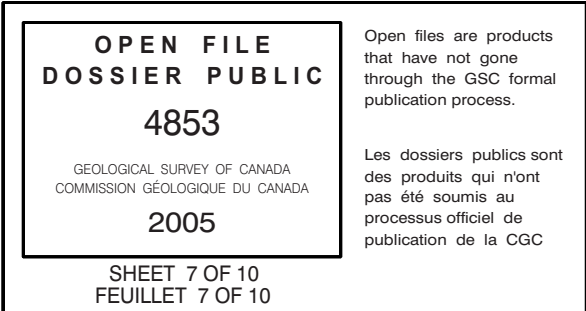 OPEN FILE
DOSSIER PUBLIC
4853
GEOLOGICAL SURVEY OF CANADA
COMMISSION GÉOLOGIQUE DU CANADA
2005
SHEET 7 OF 10
FEUILLET 7 OF 10
Open files are products
that have not gone
through the GSC formal
publication process.
Les dossiers publics sont
des produits qui n'ont
pas été soumis au
processus officiel de
publication de la CGC